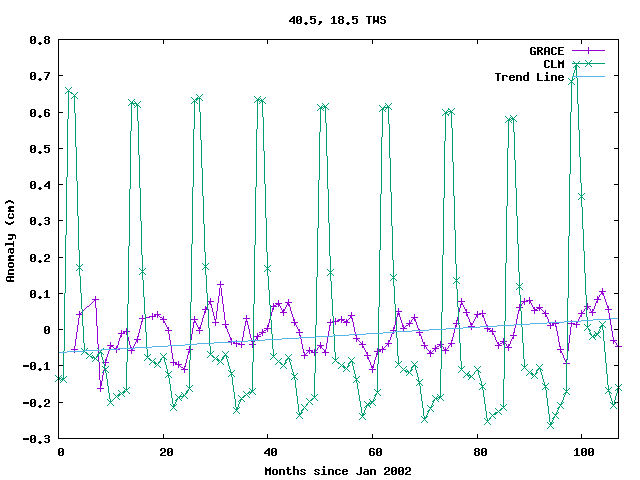 40.5, 18.5 TWS
GRACE
CLM
Trend Line
0.8
0.7
0.6
0.5
0.4
0.3
0.2
0.1
0
-0.1
-0.2
-0.3
Anomaly (cm)
0 20 40 60 80 100
Months since Jan 2002